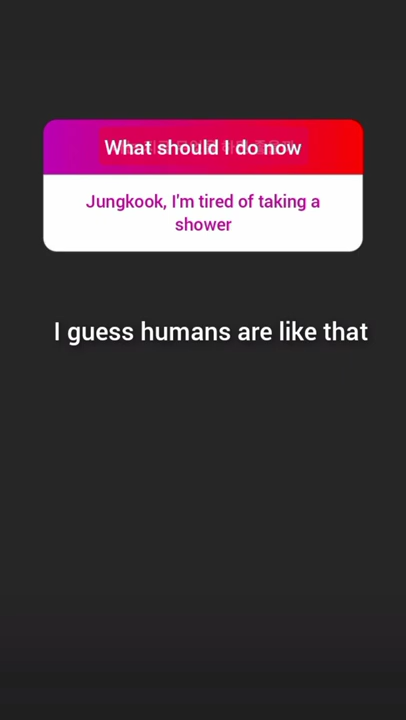 What should I do now
Jungkook, I'm tired of taking a
shower
I guess humans are like that